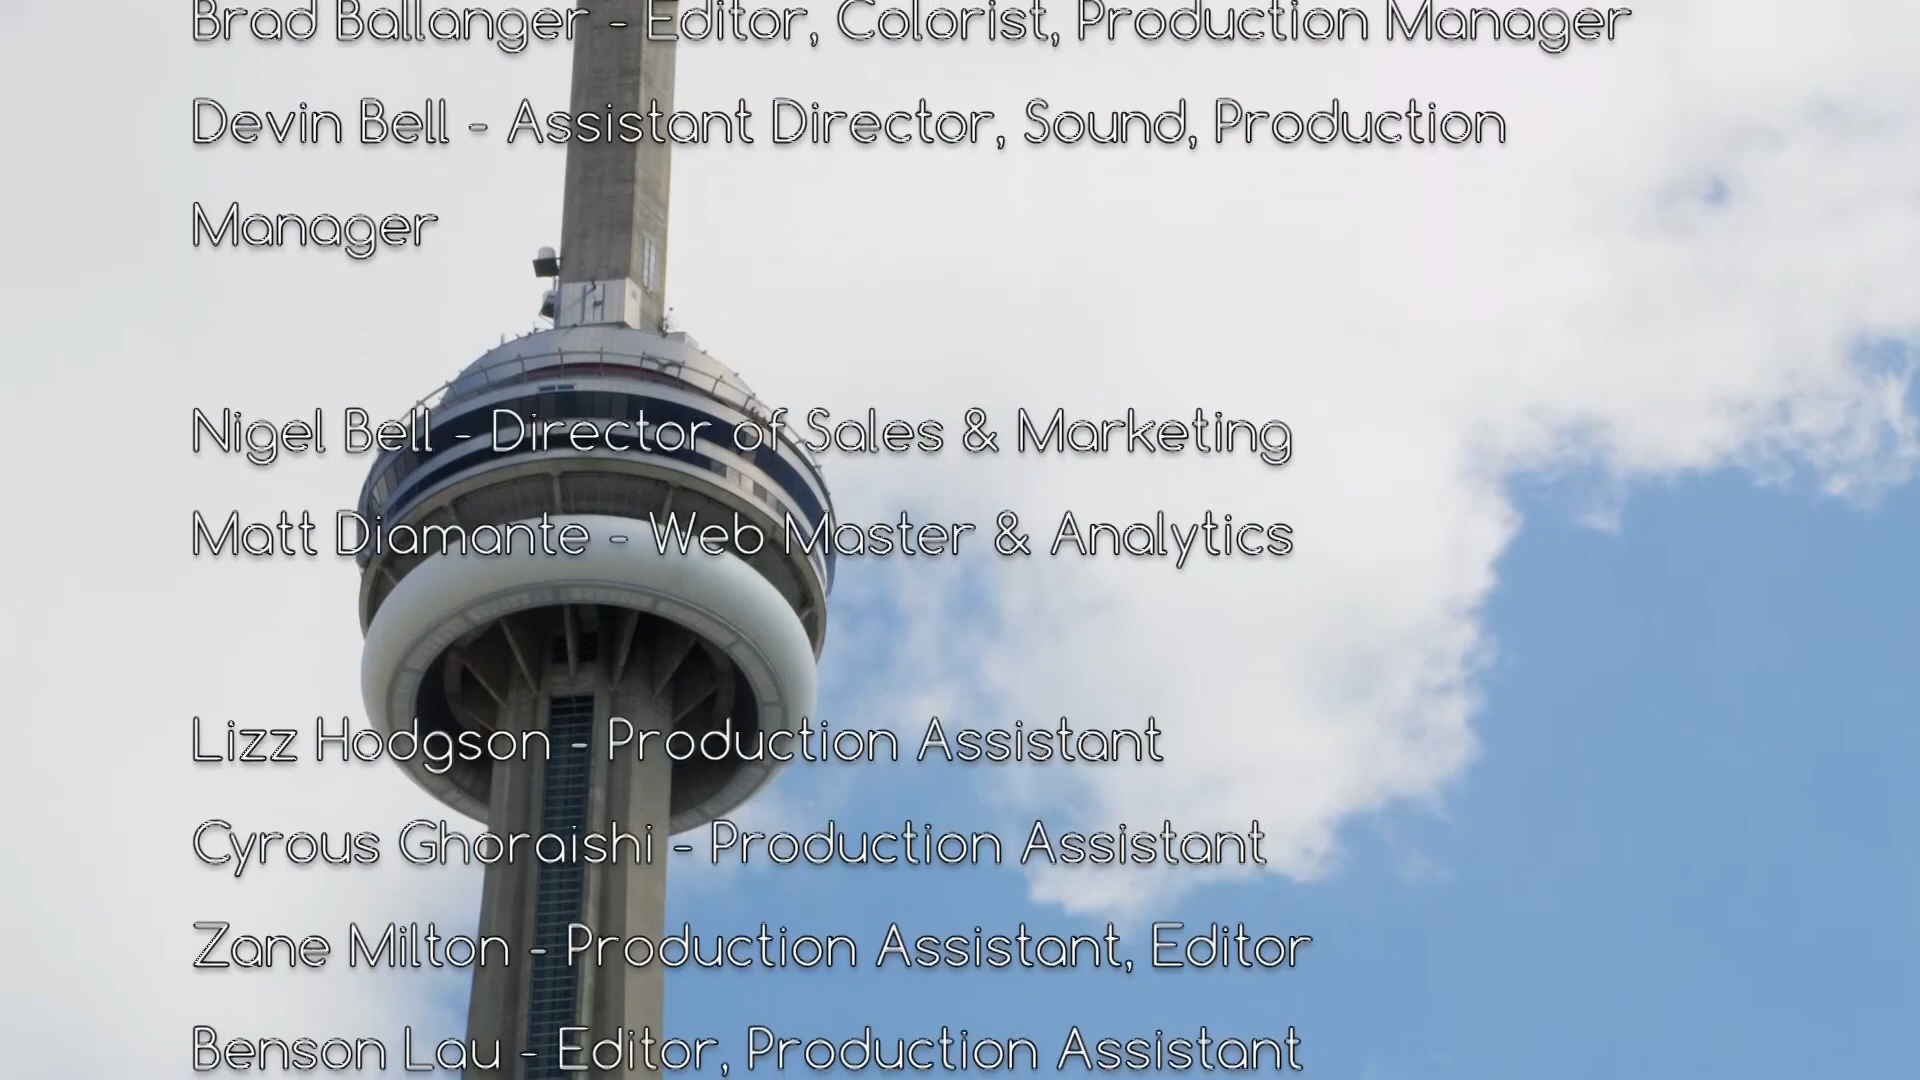 Brad Ballanger - Editor, Colorist, Production Manager
Devin Bell - Assistant Director, Sound, Production
Manager
Nigel Bell - Director of Sales & Marketing
Matt Diamante - Web Master & Analytics
Lizz Hodgson - Production Assistant
Cyrous Ghoraishi - Production Assistant
Zane Milton - Production Assistant, Editor
Benson Lau - Editor, Production Assistant